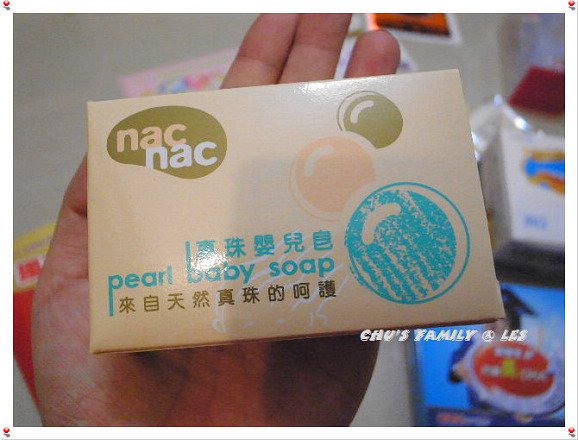 nac
nac
真珠嬰兒皂
pearl baby soap
來自天然真珠的呵護
CHU'S FAMILY @ LES